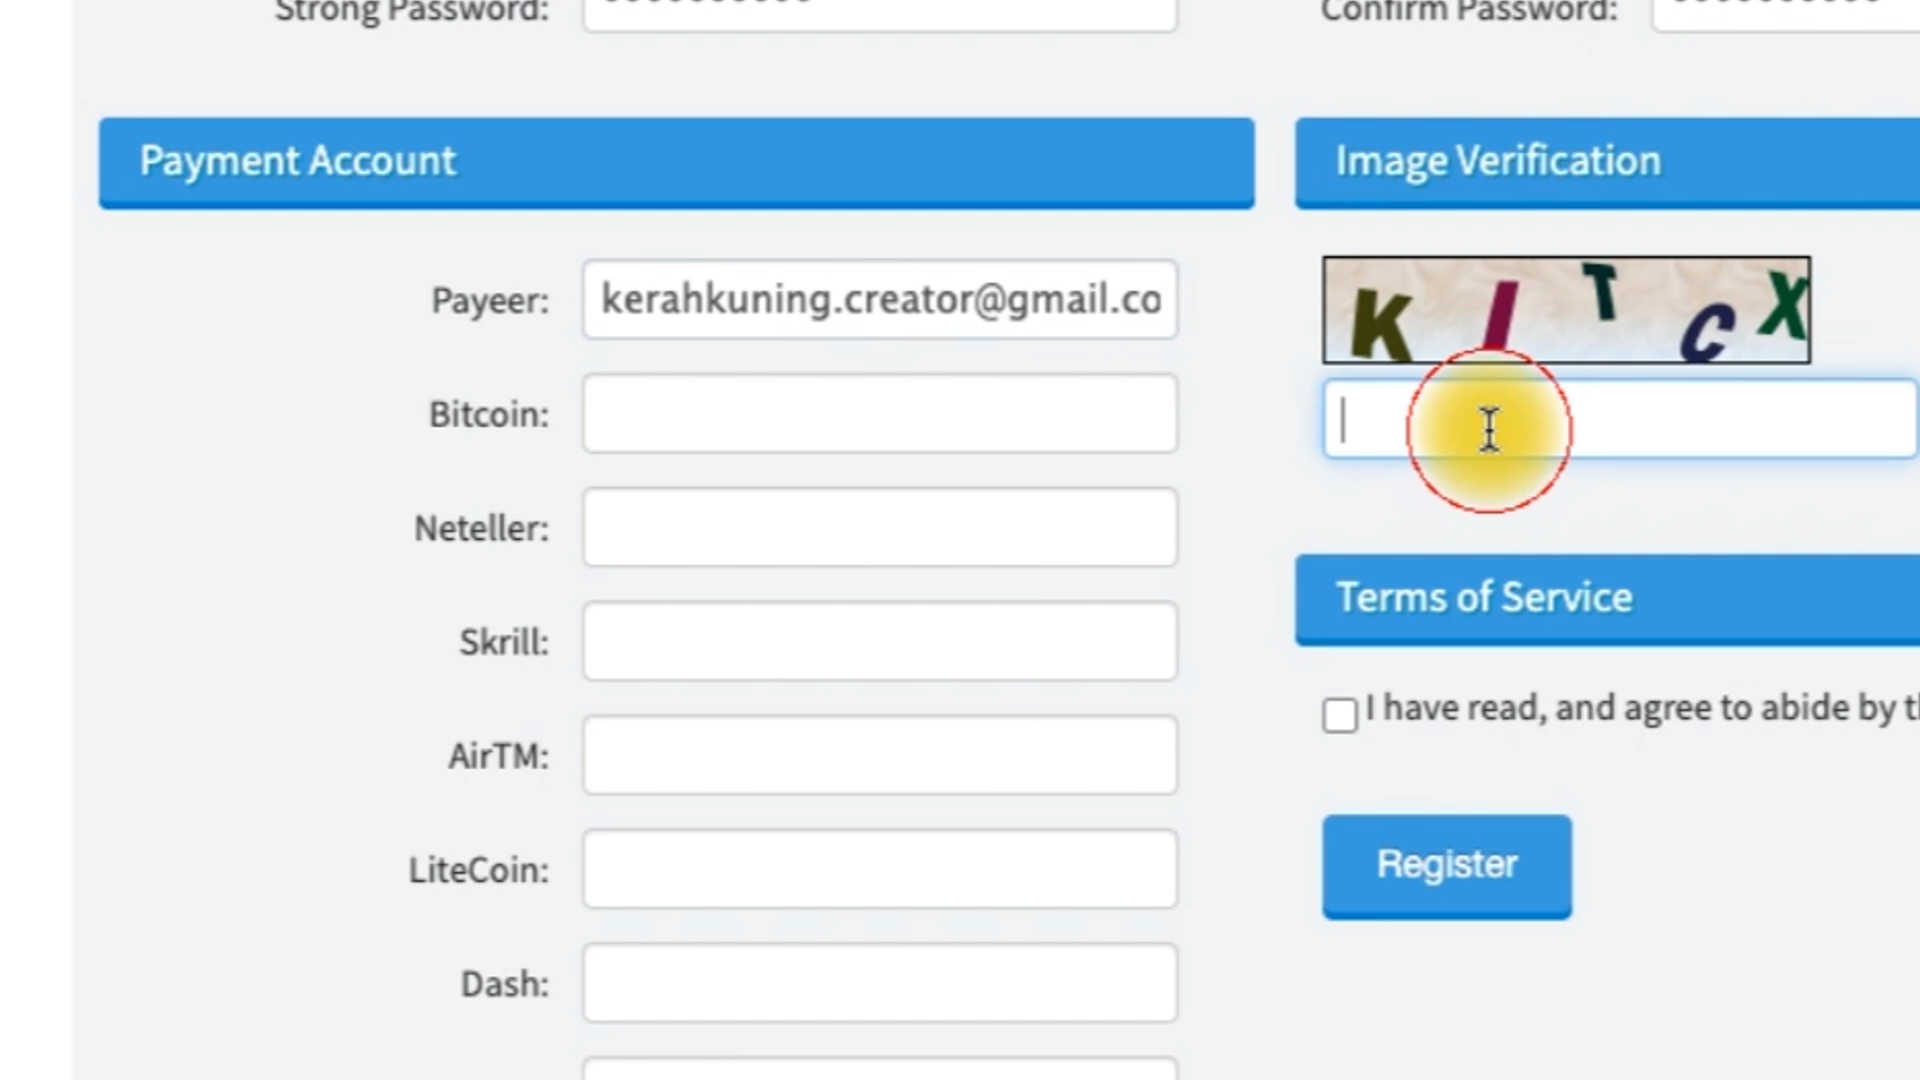 Strong Password:
Confirm Password:
Payment Account
Payeer: kerahkuning.creator@gmail.co
Bitcoin:
Neteller:
Skrill:
AirTM:
LiteCoin:
Dash:
Image Verification
K I T C X
Terms of Service
I have read, and agree to abide by
Register